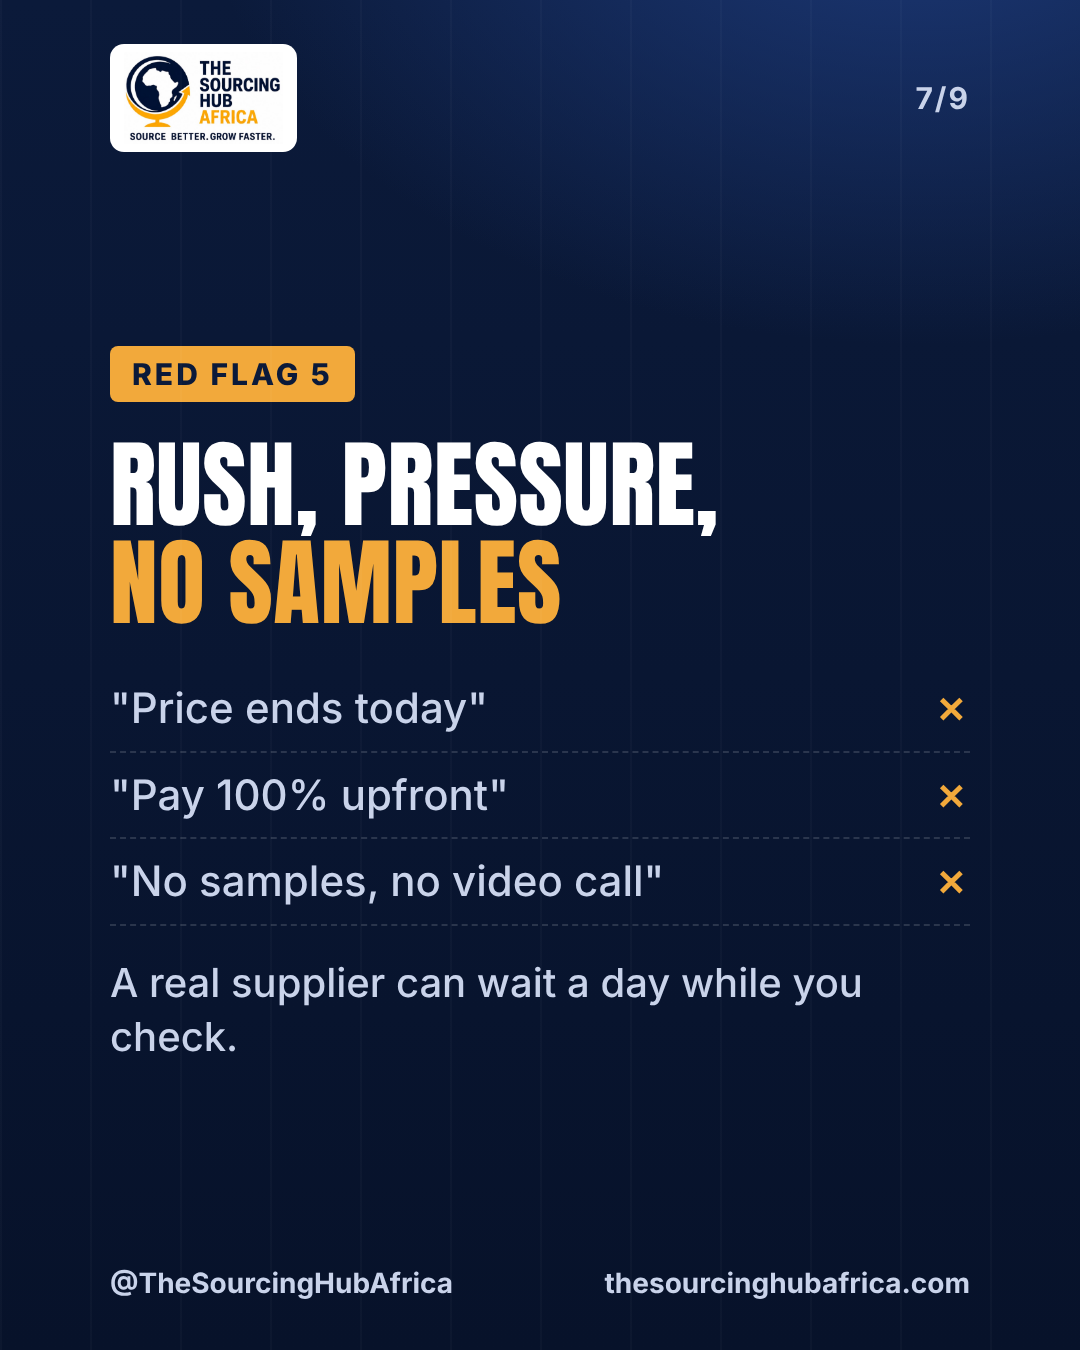 THE
SOURCING
HUB
AFRICA
SOURCE BETTER. GROW FASTER.
7/9
RED FLAG 5
RUSH, PRESSURE,
NO SAMPLES
"Price ends today" ✕
"Pay 100% upfront" ✕
"No samples, no video call" ✕
A real supplier can wait a day while you
check.
@TheSourcingHubAfrica
thesourcinghubafrica.com